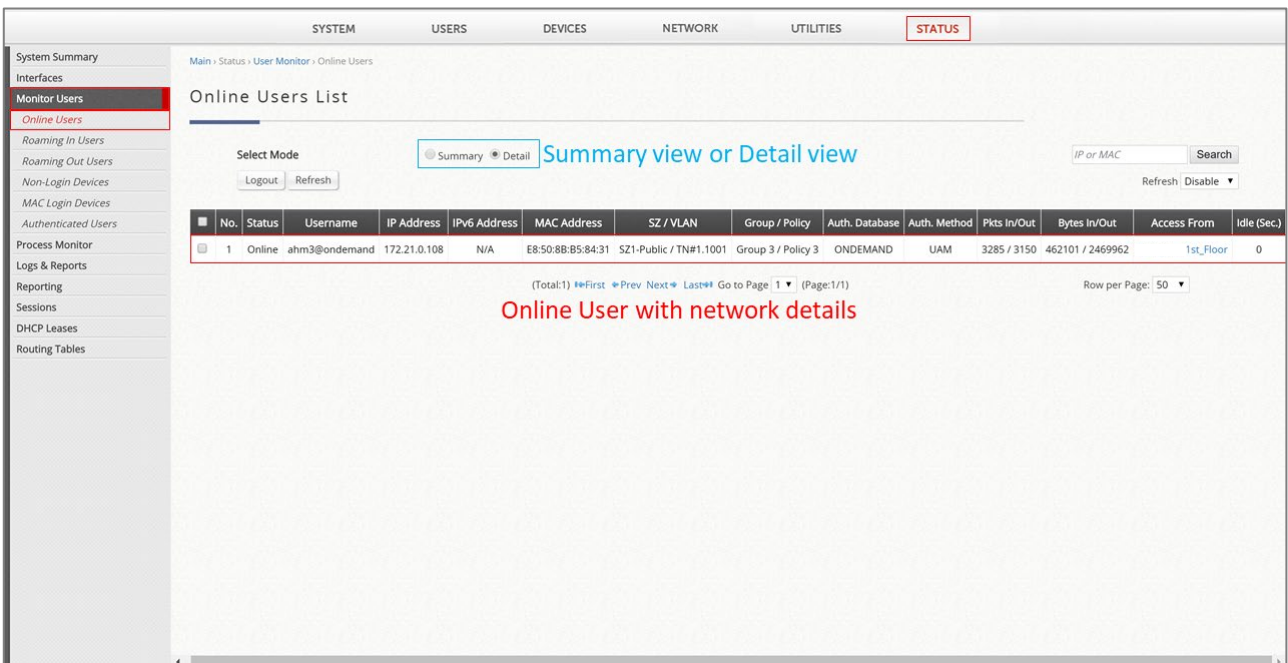 SYSTEM USERS DEVICES NETWORK UTILITIES STATUS
System Summary
Interfaces
Monitor Users
Online Users
Roaming In Users
Roaming Out Users
Non-Login Devices
MAC Login Devices
Authenticated Users
Process Monitor
Logs & Reports
Reporting
Sessions
DHCP Leases
Routing Tables
Main › Status › User Monitor › Online Users
Online Users List
Select Mode Summary Detail Summary view or Detail view IP or MAC Search
Logout Refresh Refresh Disable
No. Status Username IP Address IPv6 Address MAC Address SZ / VLAN Group / Policy Auth. Database Auth. Method Pkts In/Out Bytes In/Out Access From Idle (Sec.)
1 Online ahm3@ondemand 172.21.0.108 N/A E8:50:8B:B5:84:31 SZ1-Public / TN#1.1001 Group 3 / Policy 3 ONDEMAND UAM 3285 / 3150 462101 / 2469962 1st_Floor 0
(Total:1) First Prev Next Last Go to Page 1 (Page:1/1) Row per Page: 50
Online User with network details